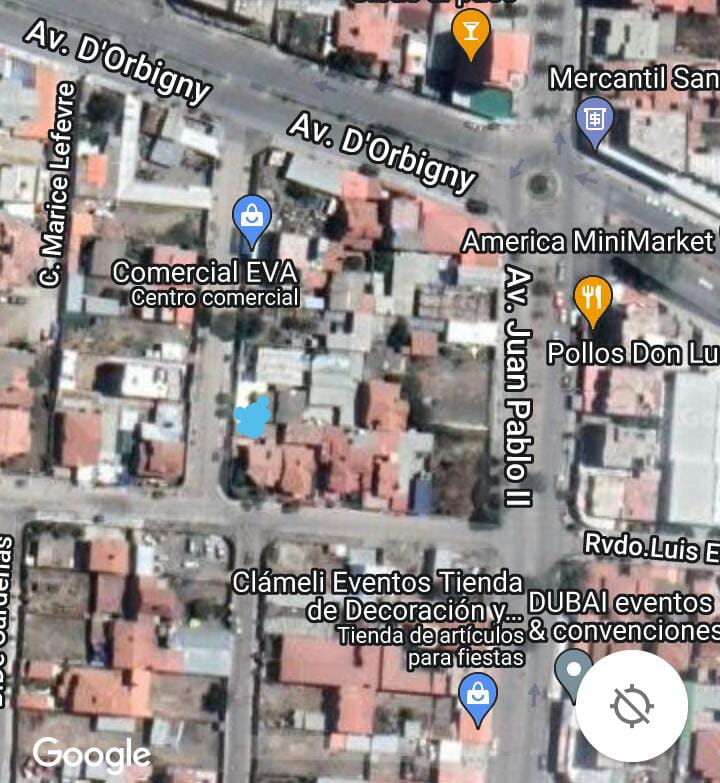 Av. D'Orbigny
Mercantil San
C. Marice Lefevre
Av. D'Orbigny
America MiniMarket
Comercial EVA
Centro comercial
Av. Juan Pablo II
Pollos Don Lu
Rvdo.Luis E
Clámeli Eventos Tienda
de Decoración y...
Tienda de artículos
para fiestas
DUBAI eventos
& convenciones
Google